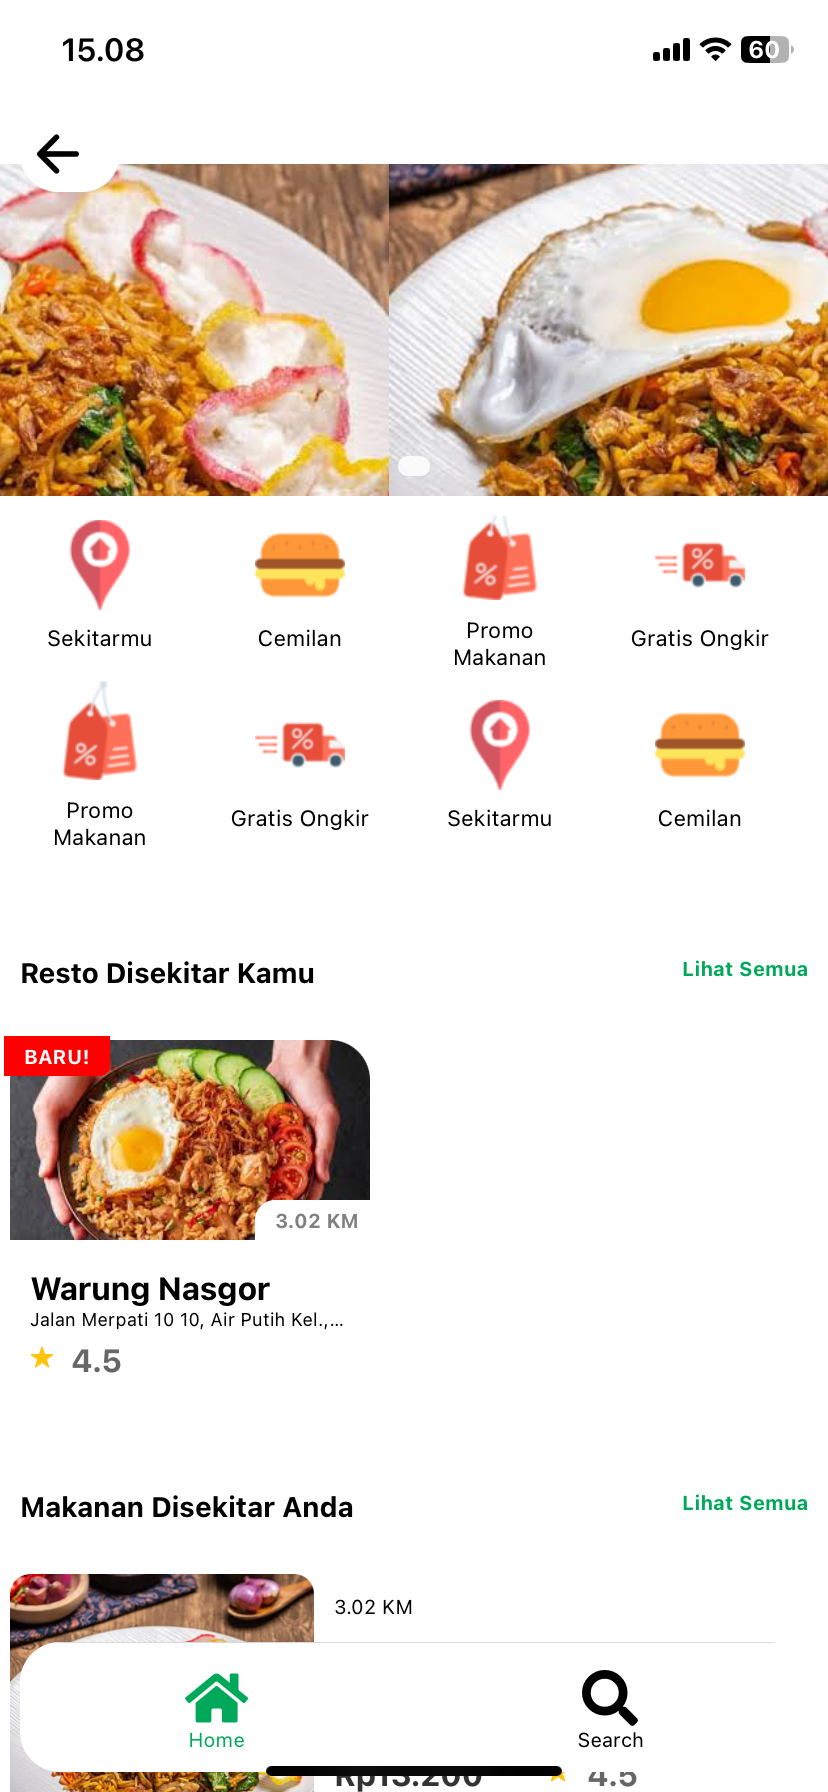 15.08
60
Sekitarmu
Cemilan
Promo
Makanan
Gratis Ongkir
Promo
Makanan
Gratis Ongkir
Sekitarmu
Cemilan
Resto Disekitar Kamu
Lihat Semua
BARU!
3.02 KM
Warung Nasgor
Jalan Merpati 10 10, Air Putih Kel.,...
4.5
Makanan Disekitar Anda
Lihat Semua
3.02 KM
Home
Search
Rp13.200
4.5